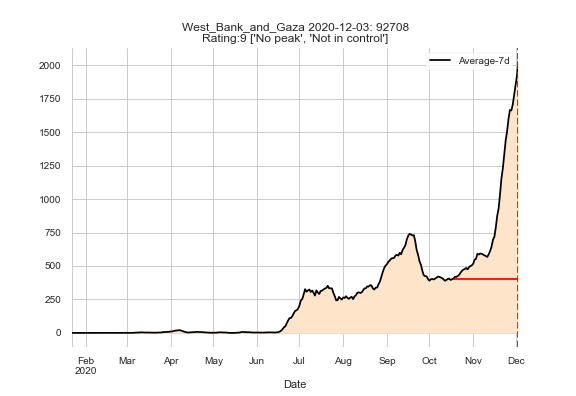 West_Bank_and_Gaza 2020-12-03: 92708
Rating:9 ['No peak', 'Not in control']
Average-7d
2000
1750
1500
1250
1000
750
500
250
0
Feb Mar Apr May Jun Jul Aug Sep Oct Nov Dec
2020
Date